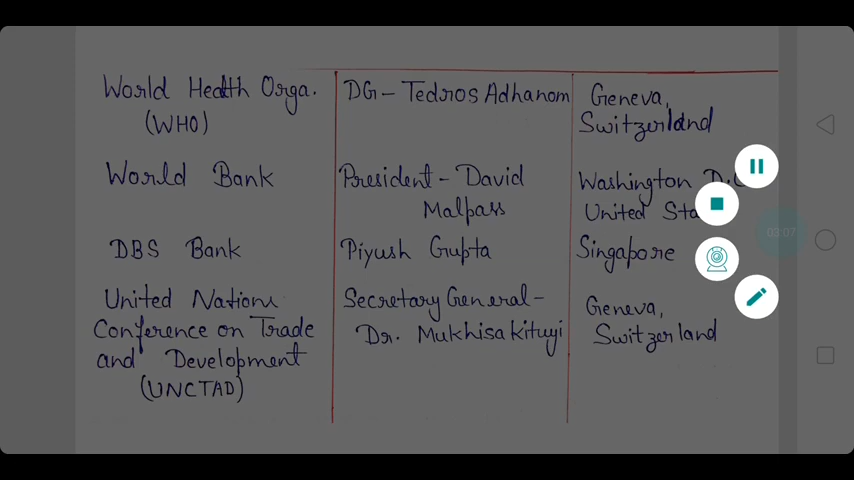 World Health Orga.
(WHO)
DG- Tedros Adhanom
Geneva,
Switzerland
World Bank
President- David
Malpass
Washington D.C
United Sta
DBS Bank
Piyush Gupta
Singapore
United Nations
Conference on Trade
and Development
(UNCTAD)
Secretary General-
Dr. Mukhisa Kituyi
Geneva,
Switzerland
03:07